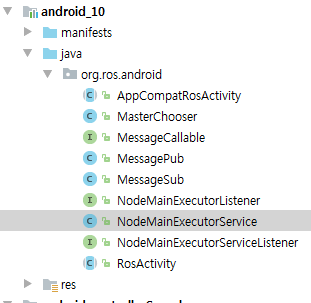 android_10
manifests
java
org.ros.android
C AppCompatRosActivity
C MasterChooser
I MessageCallable
C MessagePub
C MessageSub
I NodeMainExecutorListener
C NodeMainExecutorService
I NodeMainExecutorServiceListener
C RosActivity
res